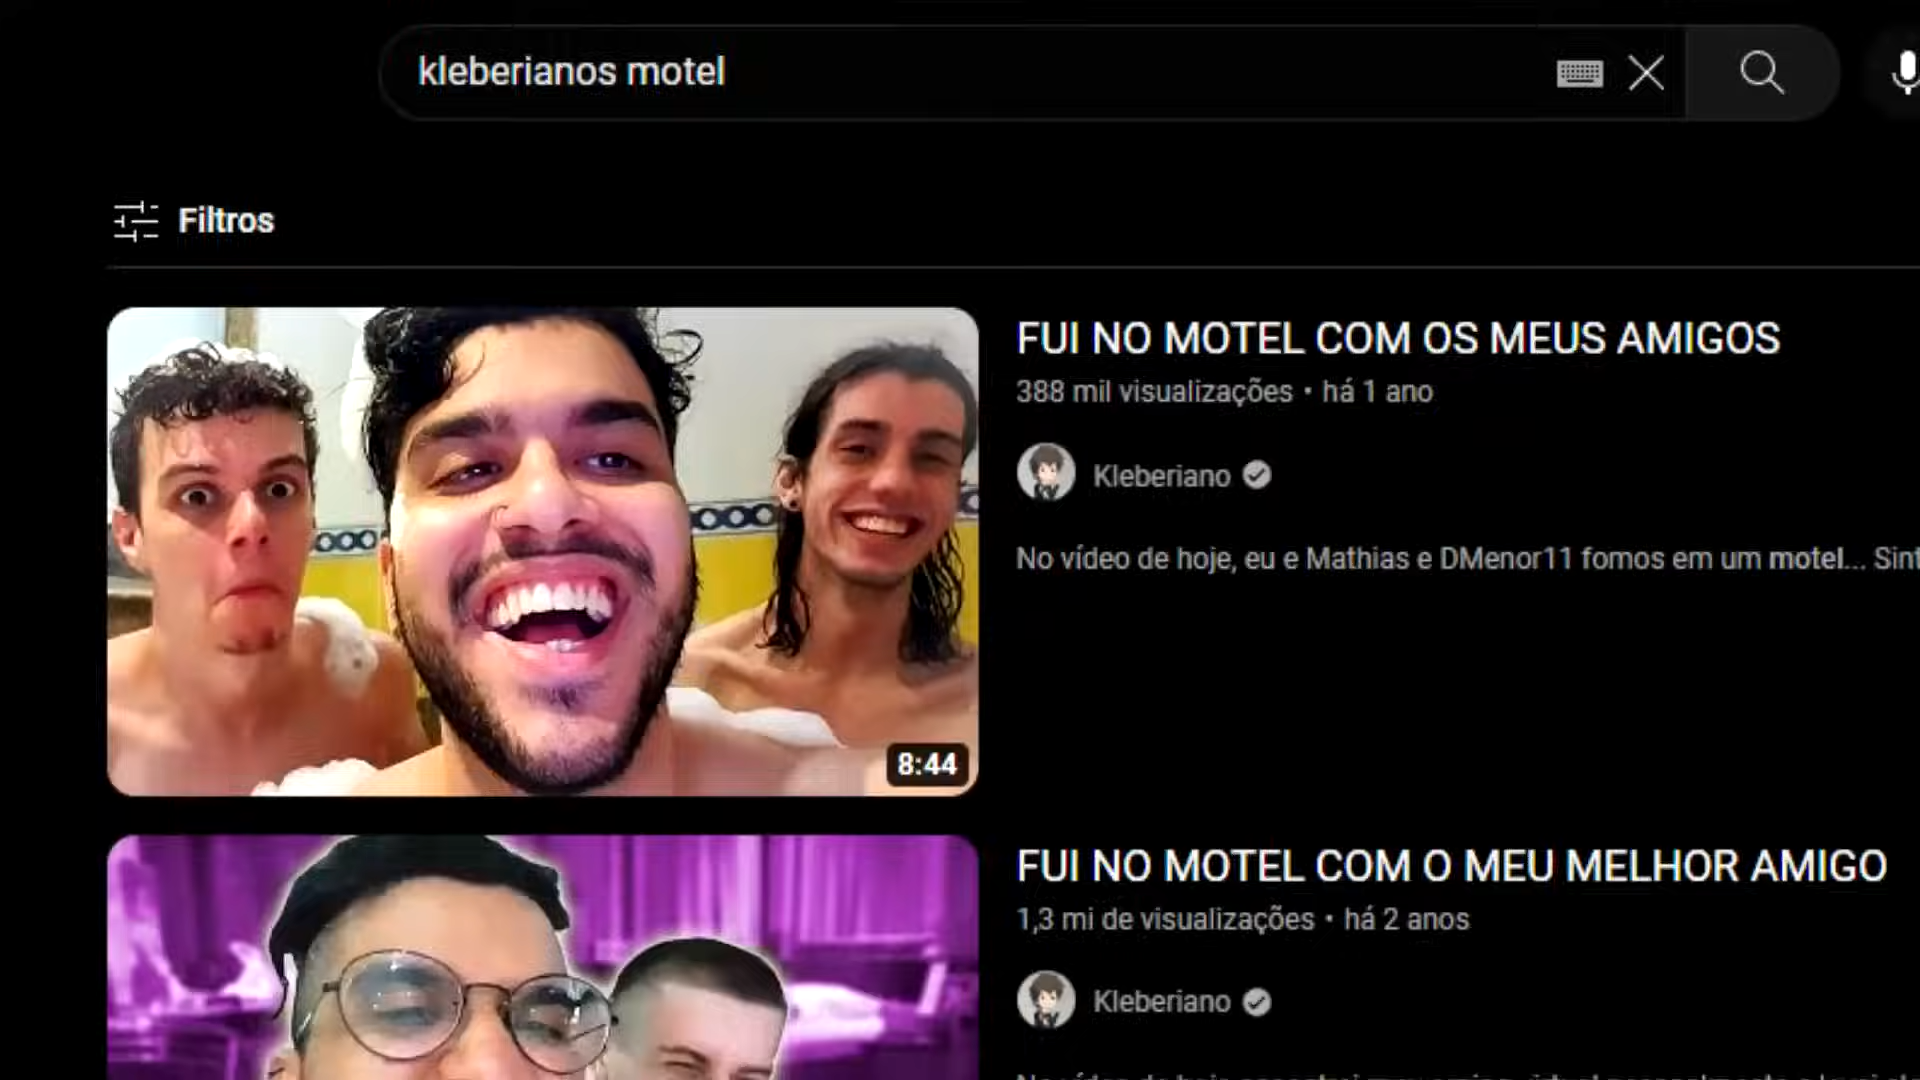 kleberianos motel
Filtros
FUI NO MOTEL COM OS MEUS AMIGOS
388 mil visualizações • há 1 ano
Kleberiano
No vídeo de hoje, eu e Mathias e DMenor11 fomos em um motel... Sint
8:44
FUI NO MOTEL COM O MEU MELHOR AMIGO
1,3 mi de visualizações • há 2 anos
Kleberiano